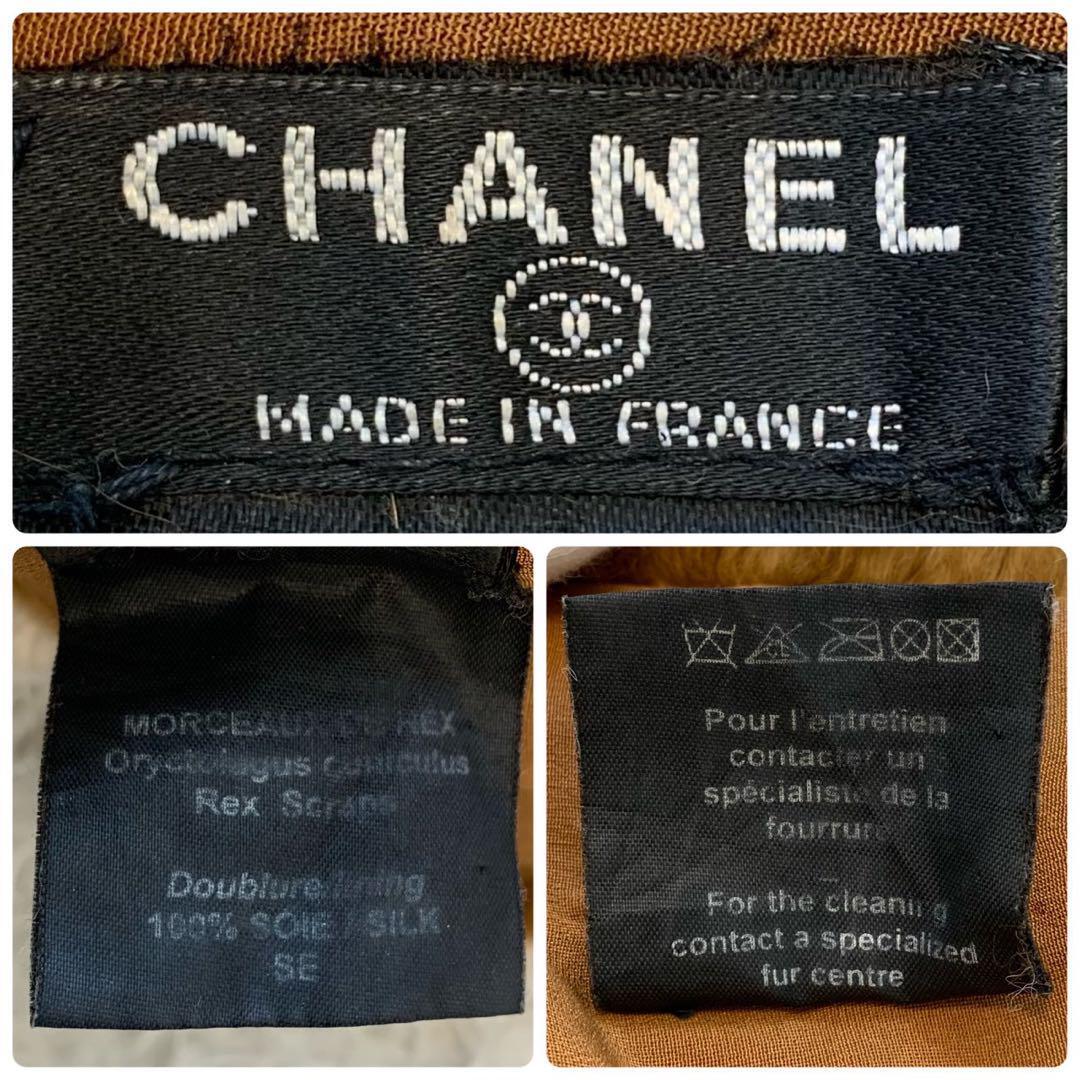 CHANEL
MADE IN FRANCE
MORCEAUX DE REX
Oryctolagus cuniculus
Rex Scraps
Doublure/lining
100% SOIE / SILK
SE
CL
Pour l'entretien
contacter un
spécialiste de la
fourrure
-
For the cleaning
contact a specialized
fur centre